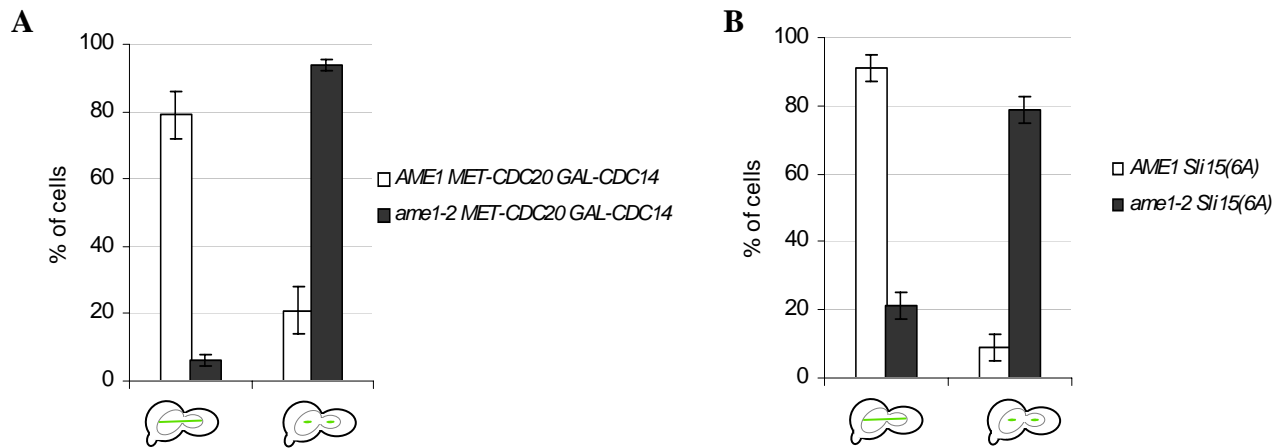 A
% of cells
100
80
60
40
20
0
AME1 MET-CDC20 GAL-CDC14
ame1-2 MET-CDC20 GAL-CDC14
B
% of cells
100
80
60
40
20
0
AME1 Sli15(6A)
ame1-2 Sli15(6A)